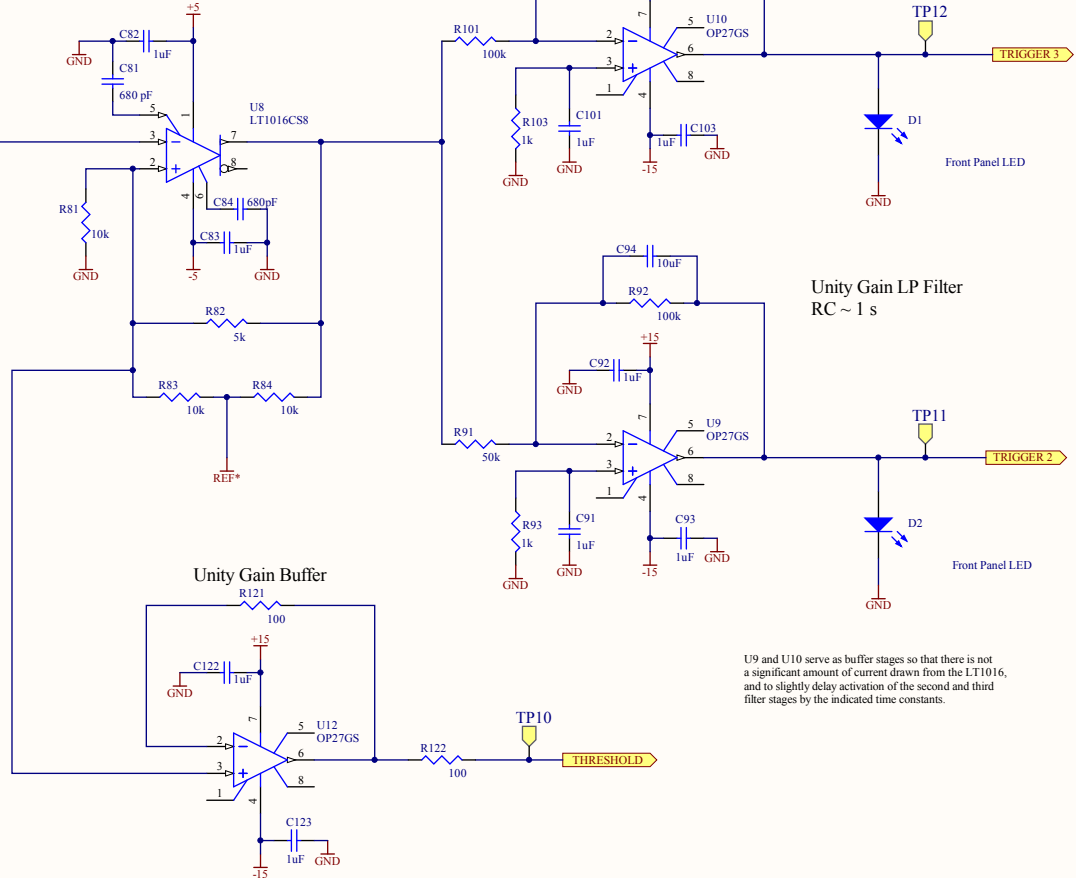 +5
C82
1uF
GND
C81
680 pF
5
1
U8
LT1016CS8
3
7
2
8
4
6
R81
10k
GND
C84
680pF
C83
1uF
-5
GND
R82
5k
R83
10k
R84
10k
REF*
R101
100k
7
U10
OP27GS
2
5
3
6
1
8
4
R103
1k
GND
C101
1uF
GND
C103
1uF
GND
-15
TP12
TRIGGER 3
D1
Front Panel LED
GND
C94
10uF
R92
100k
Unity Gain LP Filter
RC ~ 1 s
+15
C92
1uF
GND
7
U9
OP27GS
R91
50k
2
5
3
6
1
8
4
R93
1k
GND
C91
1uF
GND
C93
1uF
GND
-15
TP11
TRIGGER 2
D2
Front Panel LED
GND
Unity Gain Buffer
R121
100
+15
C122
1uF
GND
7
U12
OP27GS
2
5
3
6
1
8
4
C123
1uF
GND
-15
R122
100
TP10
THRESHOLD
U9 and U10 serve as buffer stages so that there is not
a significant amount of current drawn from the LT1016,
and to slightly delay activation of the second and third
filter stages by the indicated time constants.